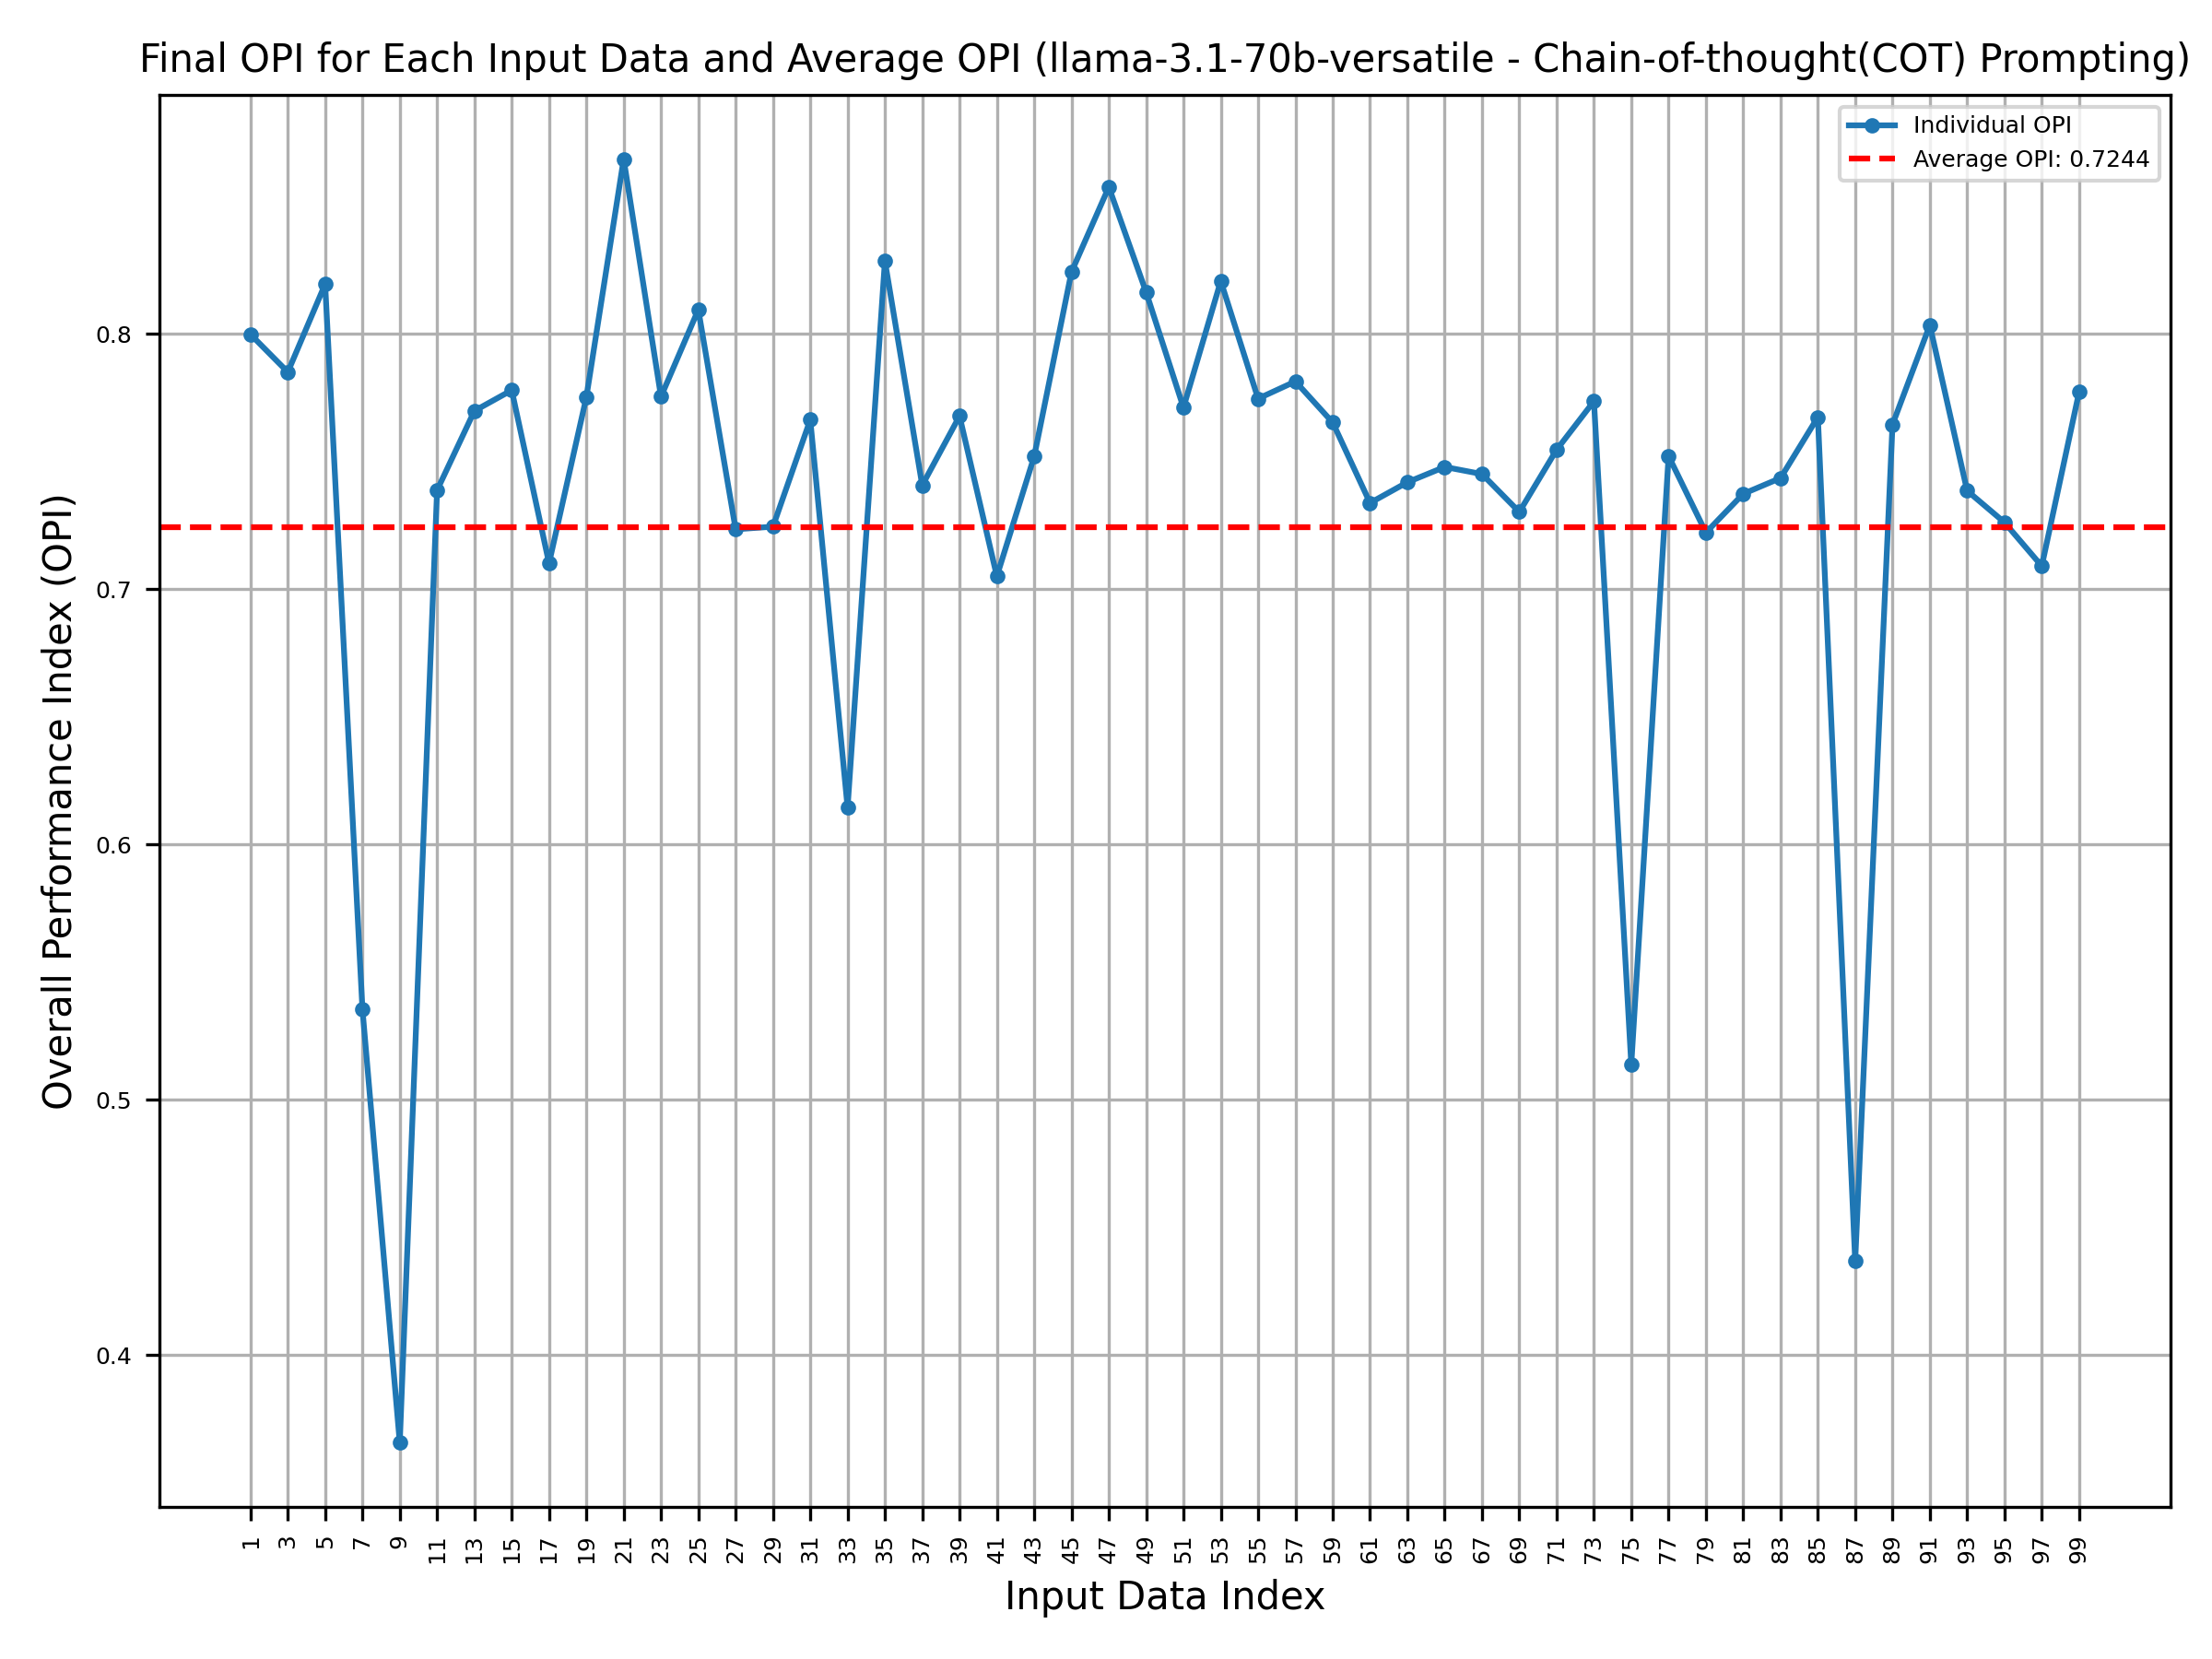 Final OPI for Each Input Data and Average OPI (llama-3.1-70b-versatile - Chain-of-thought(COT) Prompting)
Individual OPI
Average OPI: 0.7244
Overall Performance Index (OPI)
0.8
0.7
0.6
0.5
0.4
1 3 5 7 9 11 13 15 17 19 21 23 25 27 29 31 33 35 37 39 41 43 45 47 49 51 53 55 57 59 61 63 65 67 69 71 73 75 77 79 81 83 85 87 89 91 93 95 97 99
Input Data Index